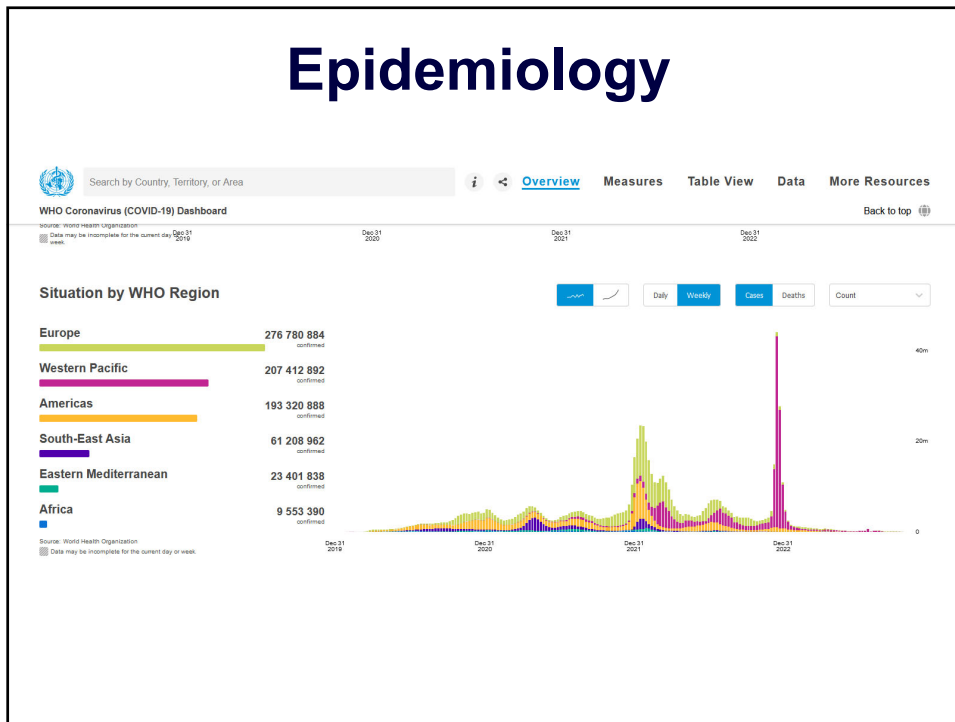 Epidemiology
Search by Country, Territory, or Area
i
Overview Measures Table View Data More Resources
WHO Coronavirus (COVID-19) Dashboard
Back to top
Source: World Health Organization
Data may be incomplete for the current day or
week.
Dec 31
2019
Dec 31
2020
Dec 31
2021
Dec 31
2022
Situation by WHO Region
Daily Weekly Cases Deaths Count
Europe 276 780 884
confirmed
Western Pacific 207 412 892
confirmed
Americas 193 320 888
confirmed
South-East Asia 61 208 962
confirmed
Eastern Mediterranean 23 401 838
confirmed
Africa 9 553 390
confirmed
Source: World Health Organization
Data may be incomplete for the current day or week
40m
20m
0
Dec 31
2019
Dec 31
2020
Dec 31
2021
Dec 31
2022